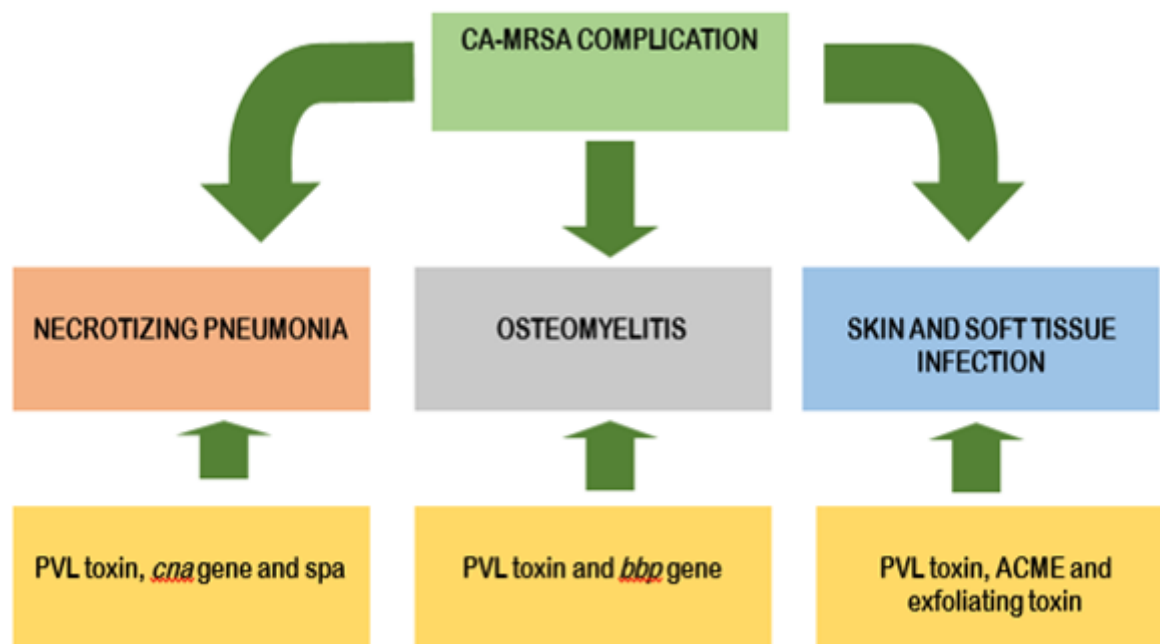 CA-MRSA COMPLICATION
NECROTIZING PNEUMONIA
OSTEOMYELITIS
SKIN AND SOFT TISSUE
INFECTION
PVL toxin, cna gene and spa
PVL toxin and bbp gene
PVL toxin, ACME and
exfoliating toxin